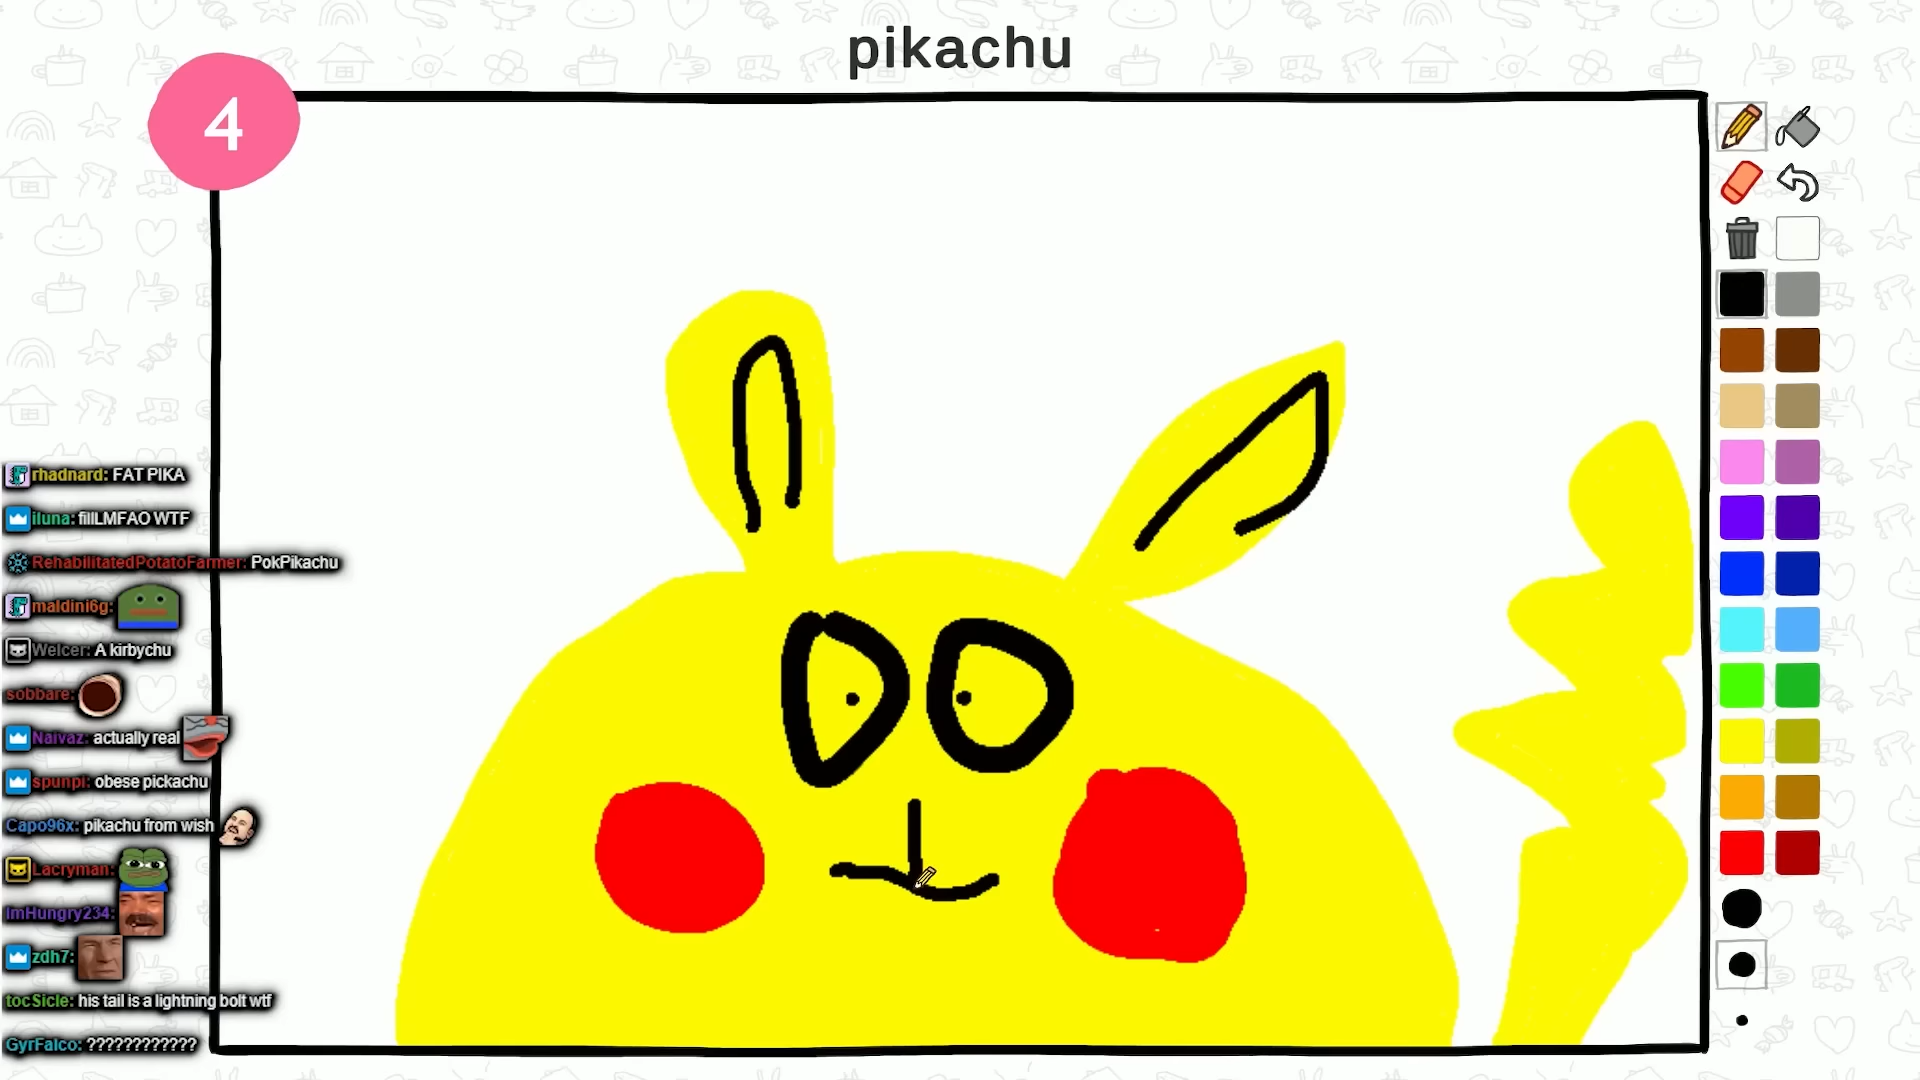 pikachu
4
rhadnard: FAT PIKA
iluna: fillLMFAO WTF
RehabilitatedPotatoFarmer: PokPikachu
maldini6g:
Welcer: A kirbychu
sobbare:
Naivaz: actually real
spunpi: obese pickachu
Capo96x: pikachu from wish
Lacryman:
ImHungry234:
zdh7:
tocSicle: his tail is a lightning bolt wtf
GyrFalco: ????????????